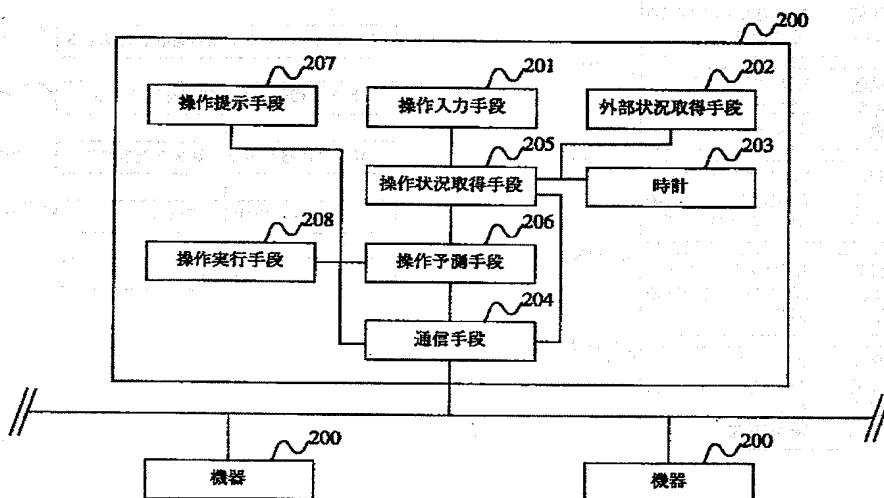 200
207
操作提示手段
201
操作入力手段
202
外部状況取得手段
205
操作状況取得手段
203
時計
208
操作実行手段
206
操作予測手段
204
通信手段
200
機器
200
機器